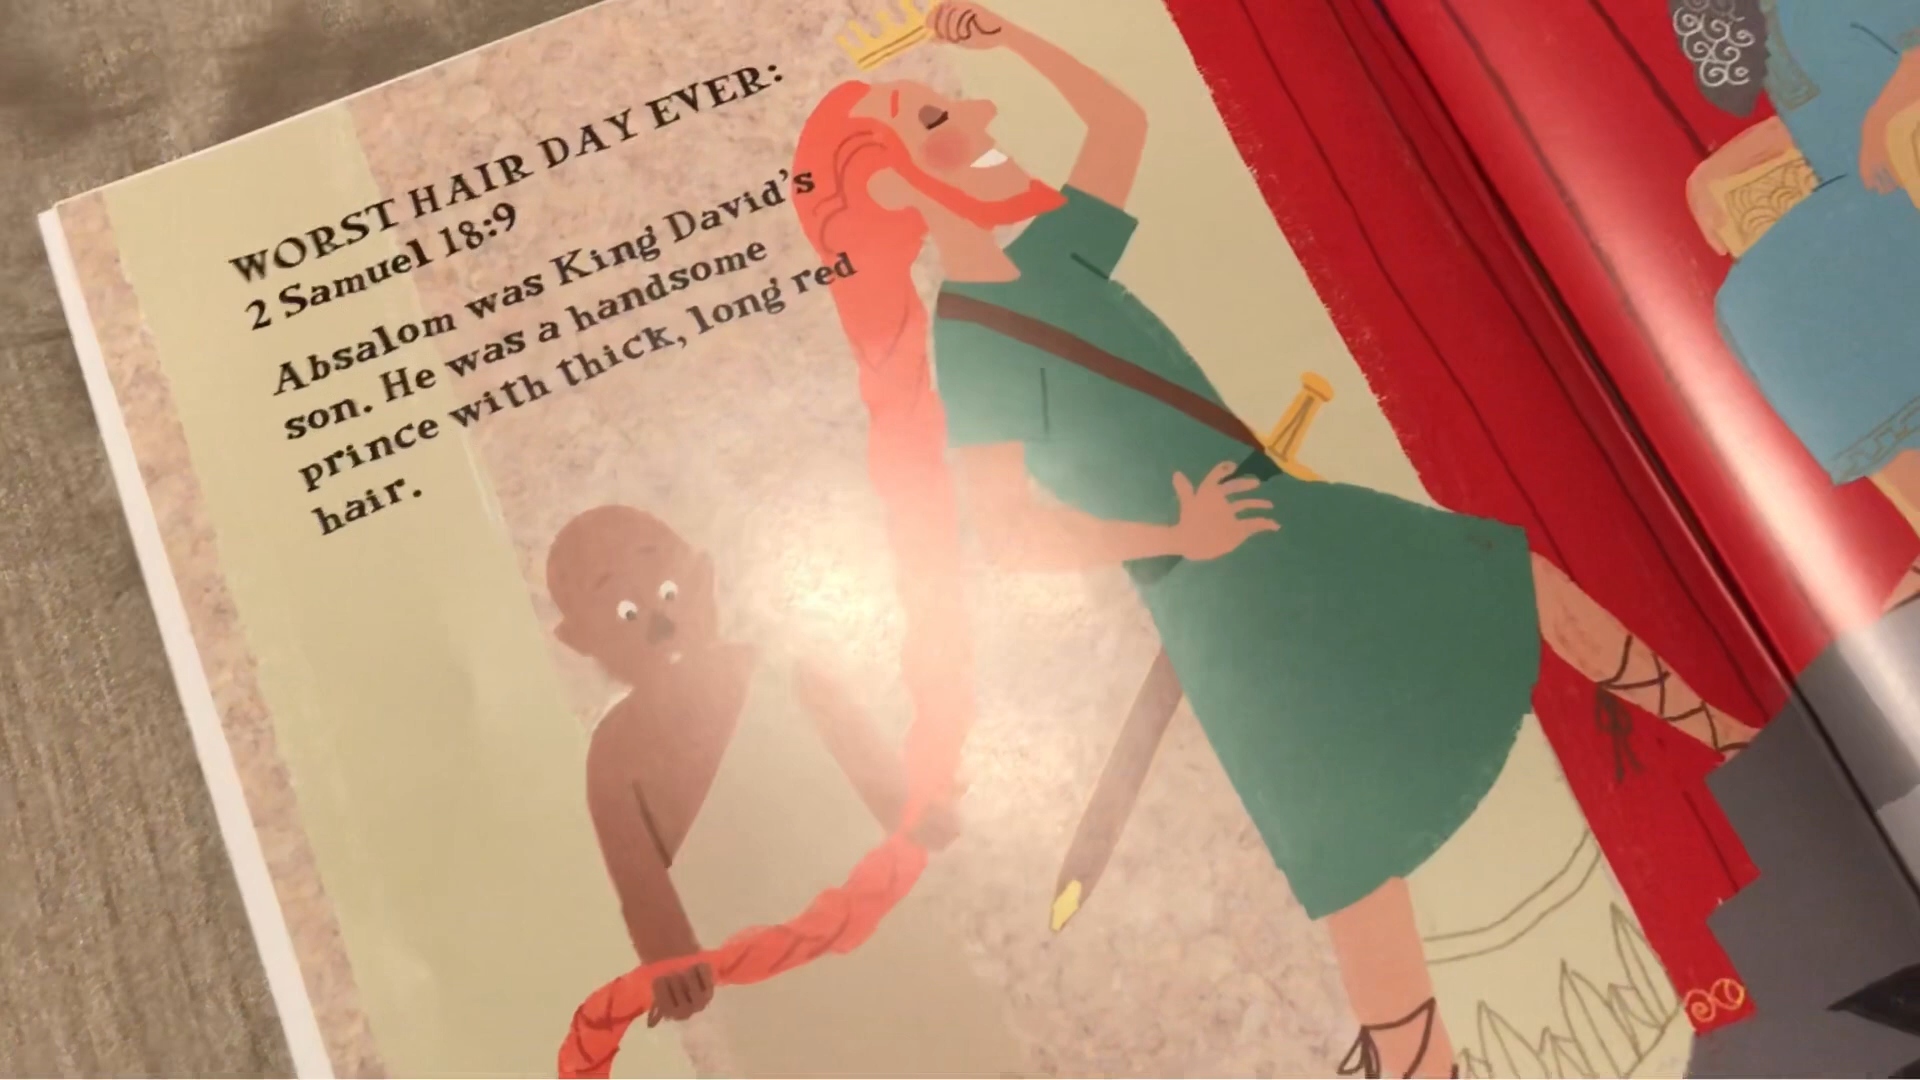 WORST HAIR DAY EVER:
2 Samuel 18:9
Absalom was King David's
son. He was a handsome
prince with thick, long red
hair.